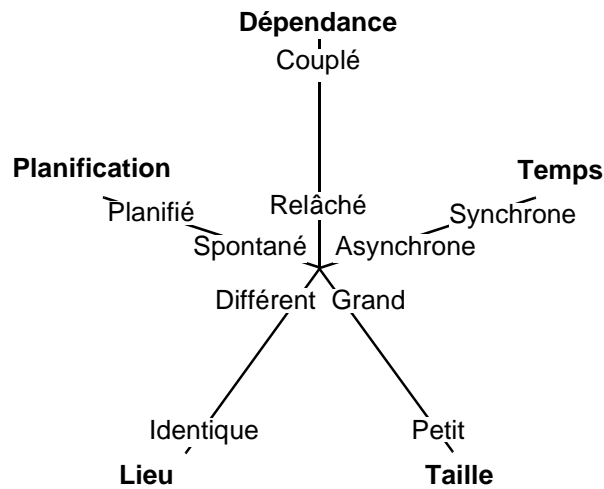 Dépendance
Couplé
Planification
Temps
Planifié
Relâché
Synchrone
Spontané
Asynchrone
Différent
Grand
Identique
Petit
Lieu
Taille